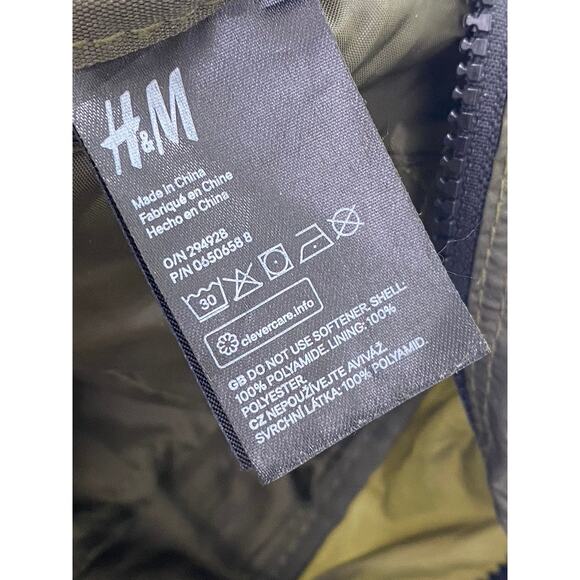 H&M
Made in China
Fabriqué en Chine
Hecho en China
O/N 294928
P/N 0650658 8
30
clevercare.info
GB DO NOT USE SOFTENER. SHELL:
100% POLYAMIDE. LINING: 100%
POLYESTER.
CZ NEPOUŽÍVEJTE AVIVÁŽ.
SVRCHNÍ LÁTKA: 100% POLYAMID.